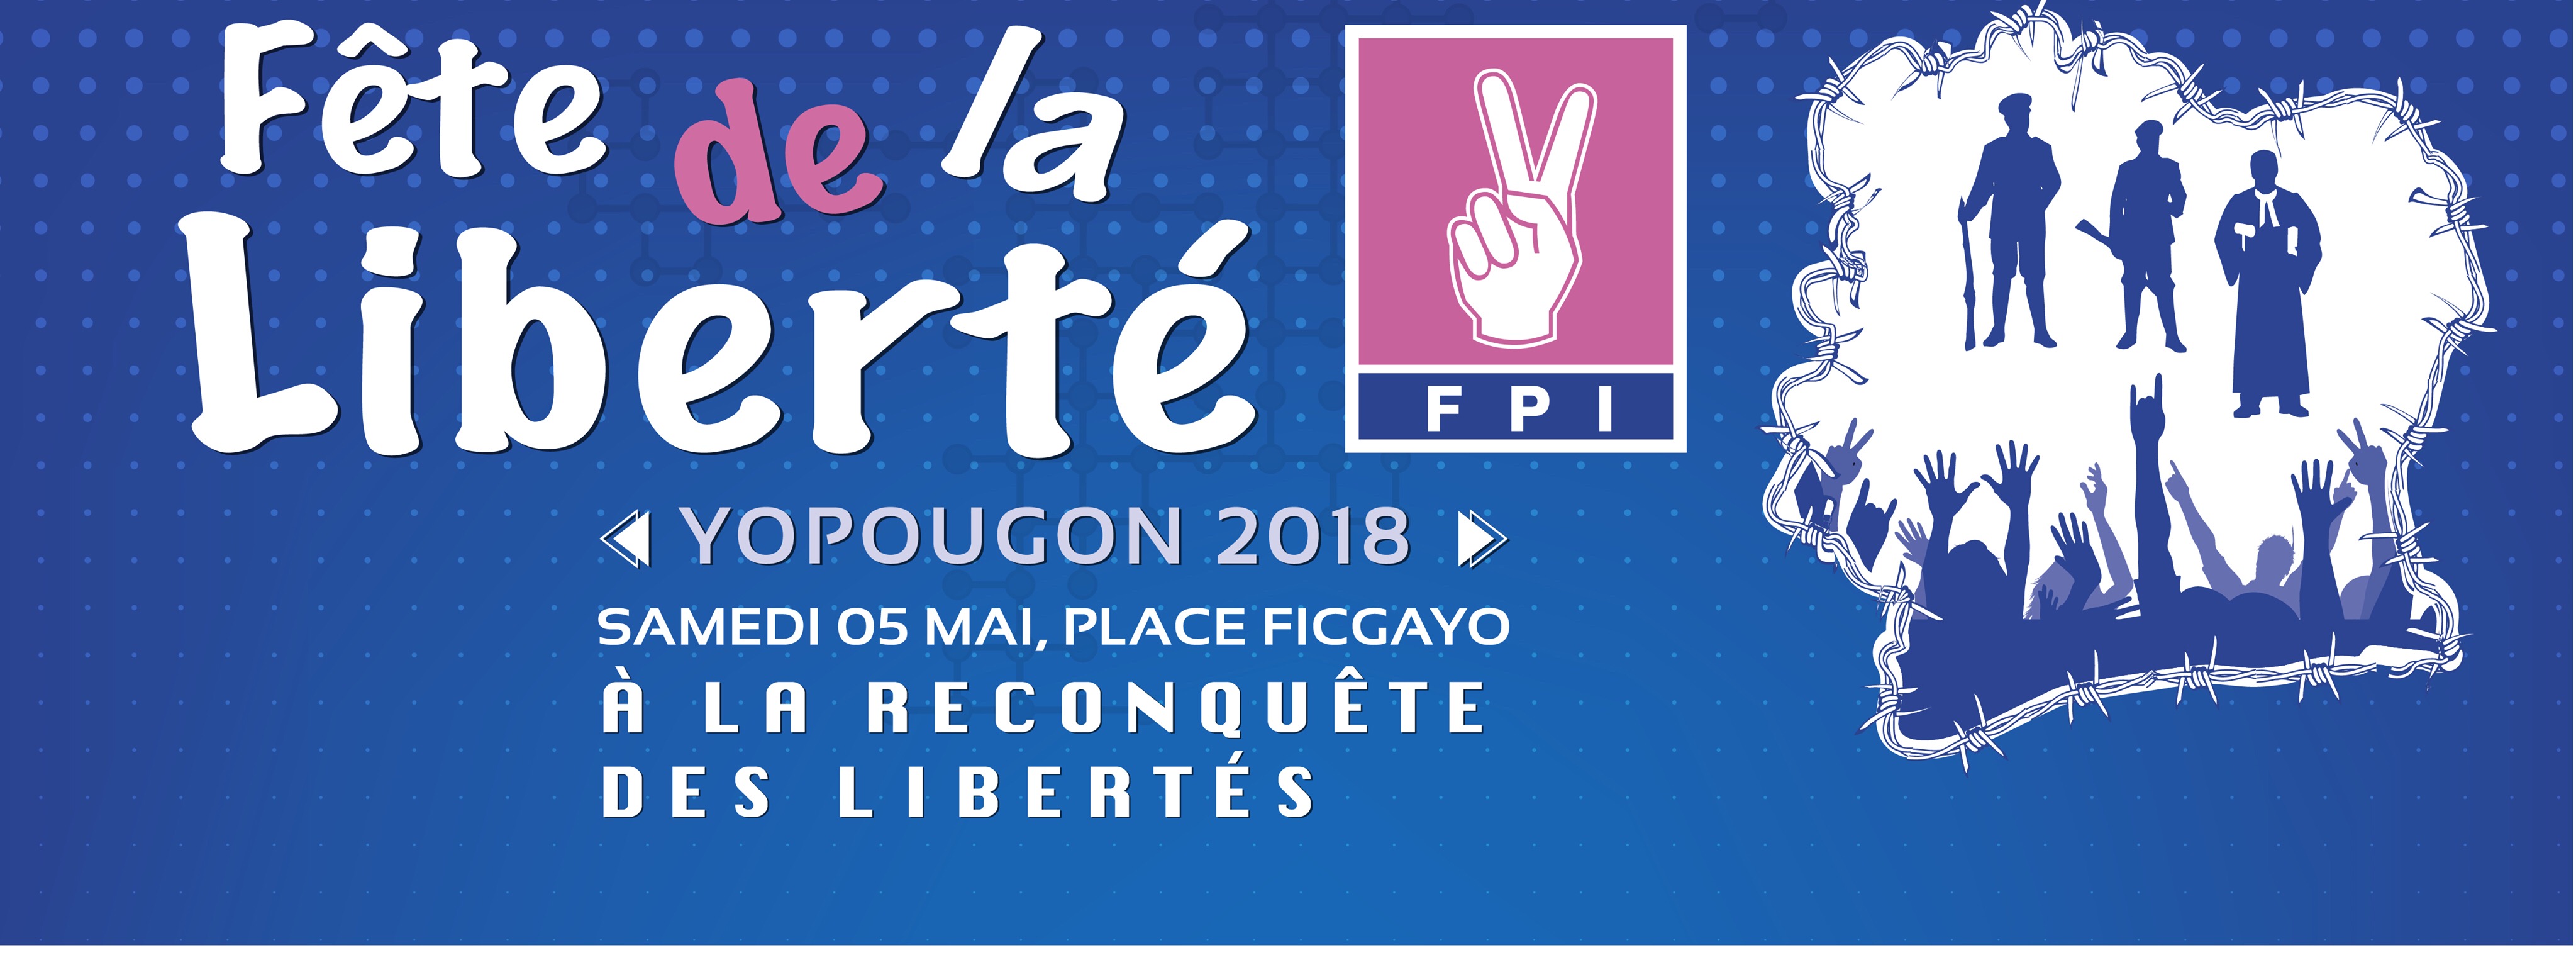 Fête de la
Liberté
FPI
YOPOUGON 2018
SAMEDI 05 MAI, PLACE FICGAYO
À LA RECONQUÊTE
DES LIBERTÉS